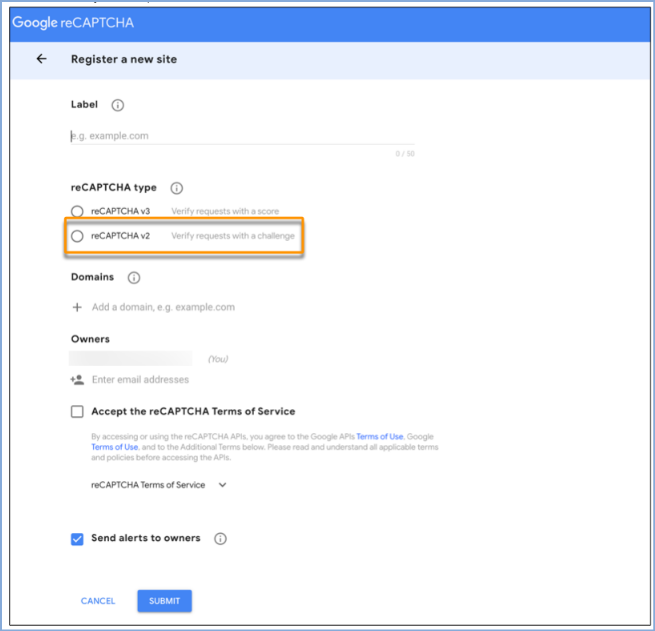 Google reCAPTCHA
Register a new site
Label
e.g. example.com
0 / 50
reCAPTCHA type
reCAPTCHA v3 Verify requests with a score
reCAPTCHA v2 Verify requests with a challenge
Domains
Add a domain, e.g. example.com
Owners
(You)
Enter email addresses
Accept the reCAPTCHA Terms of Service
By accessing or using the reCAPTCHA APIs, you agree to the Google APIs Terms of Use, Google
Terms of Use, and to the Additional Terms below. Please read and understand all applicable terms
and policies before accessing the APIs.
reCAPTCHA Terms of Service
Send alerts to owners
CANCEL SUBMIT